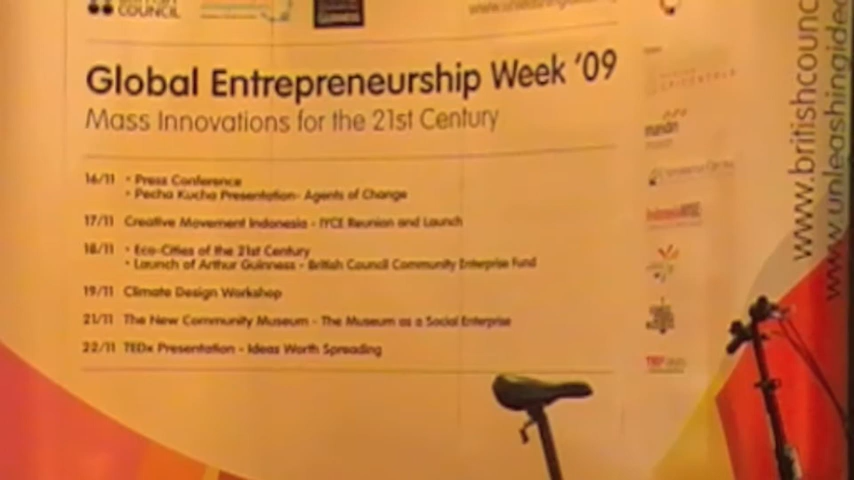 COUNCIL
Global Entrepreneurship Week '09
Mass Innovations for the 21st Century
16/11 • Press Conference
• Pecha Kucha Presentation- Agents of Change
17/11 Creative Movement Indonesia - IYCE Reunion and Launch
18/11 • Eco-Cities of the 21st Century
• Launch of Arthur Guinness - British Council Community Enterprise Fund
19/11 Climate Design Workshop
21/11 The New Community Museum - The Museum as a Social Enterprise
22/11 TEDx Presentation - Ideas Worth Spreading
www.britishcounc
www.unleashingidea